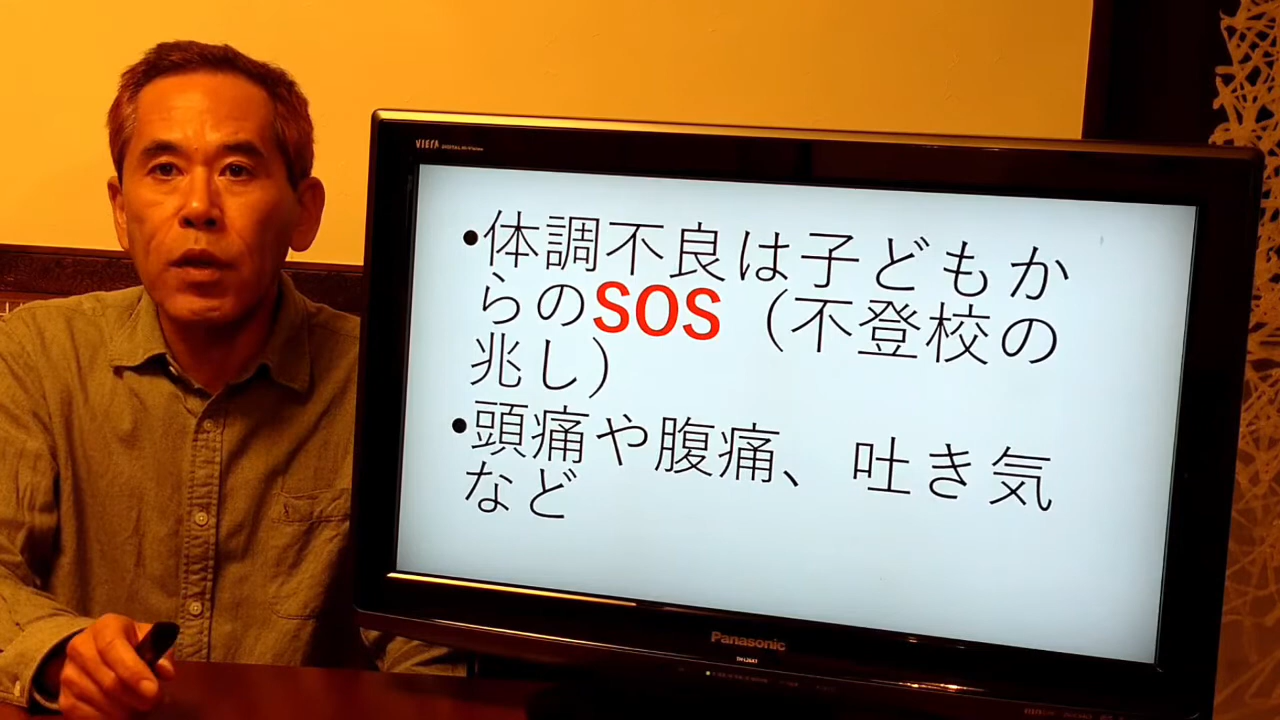 VIERA
•体調不良は子どもか
らのSOS（不登校の
兆し）
•頭痛や腹痛、吐き気
など
Panasonic